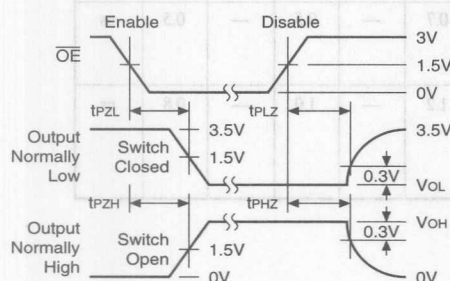 Enable Disable
OE 3V
1.5V
0V
tPZL tPLZ
Output Normally Low
Switch Closed
3.5V
1.5V
3.5V
0.3V
VOL
tPZH tPHZ
Output Normally High
Switch Open
1.5V
0V
VOH
0.3V
0V